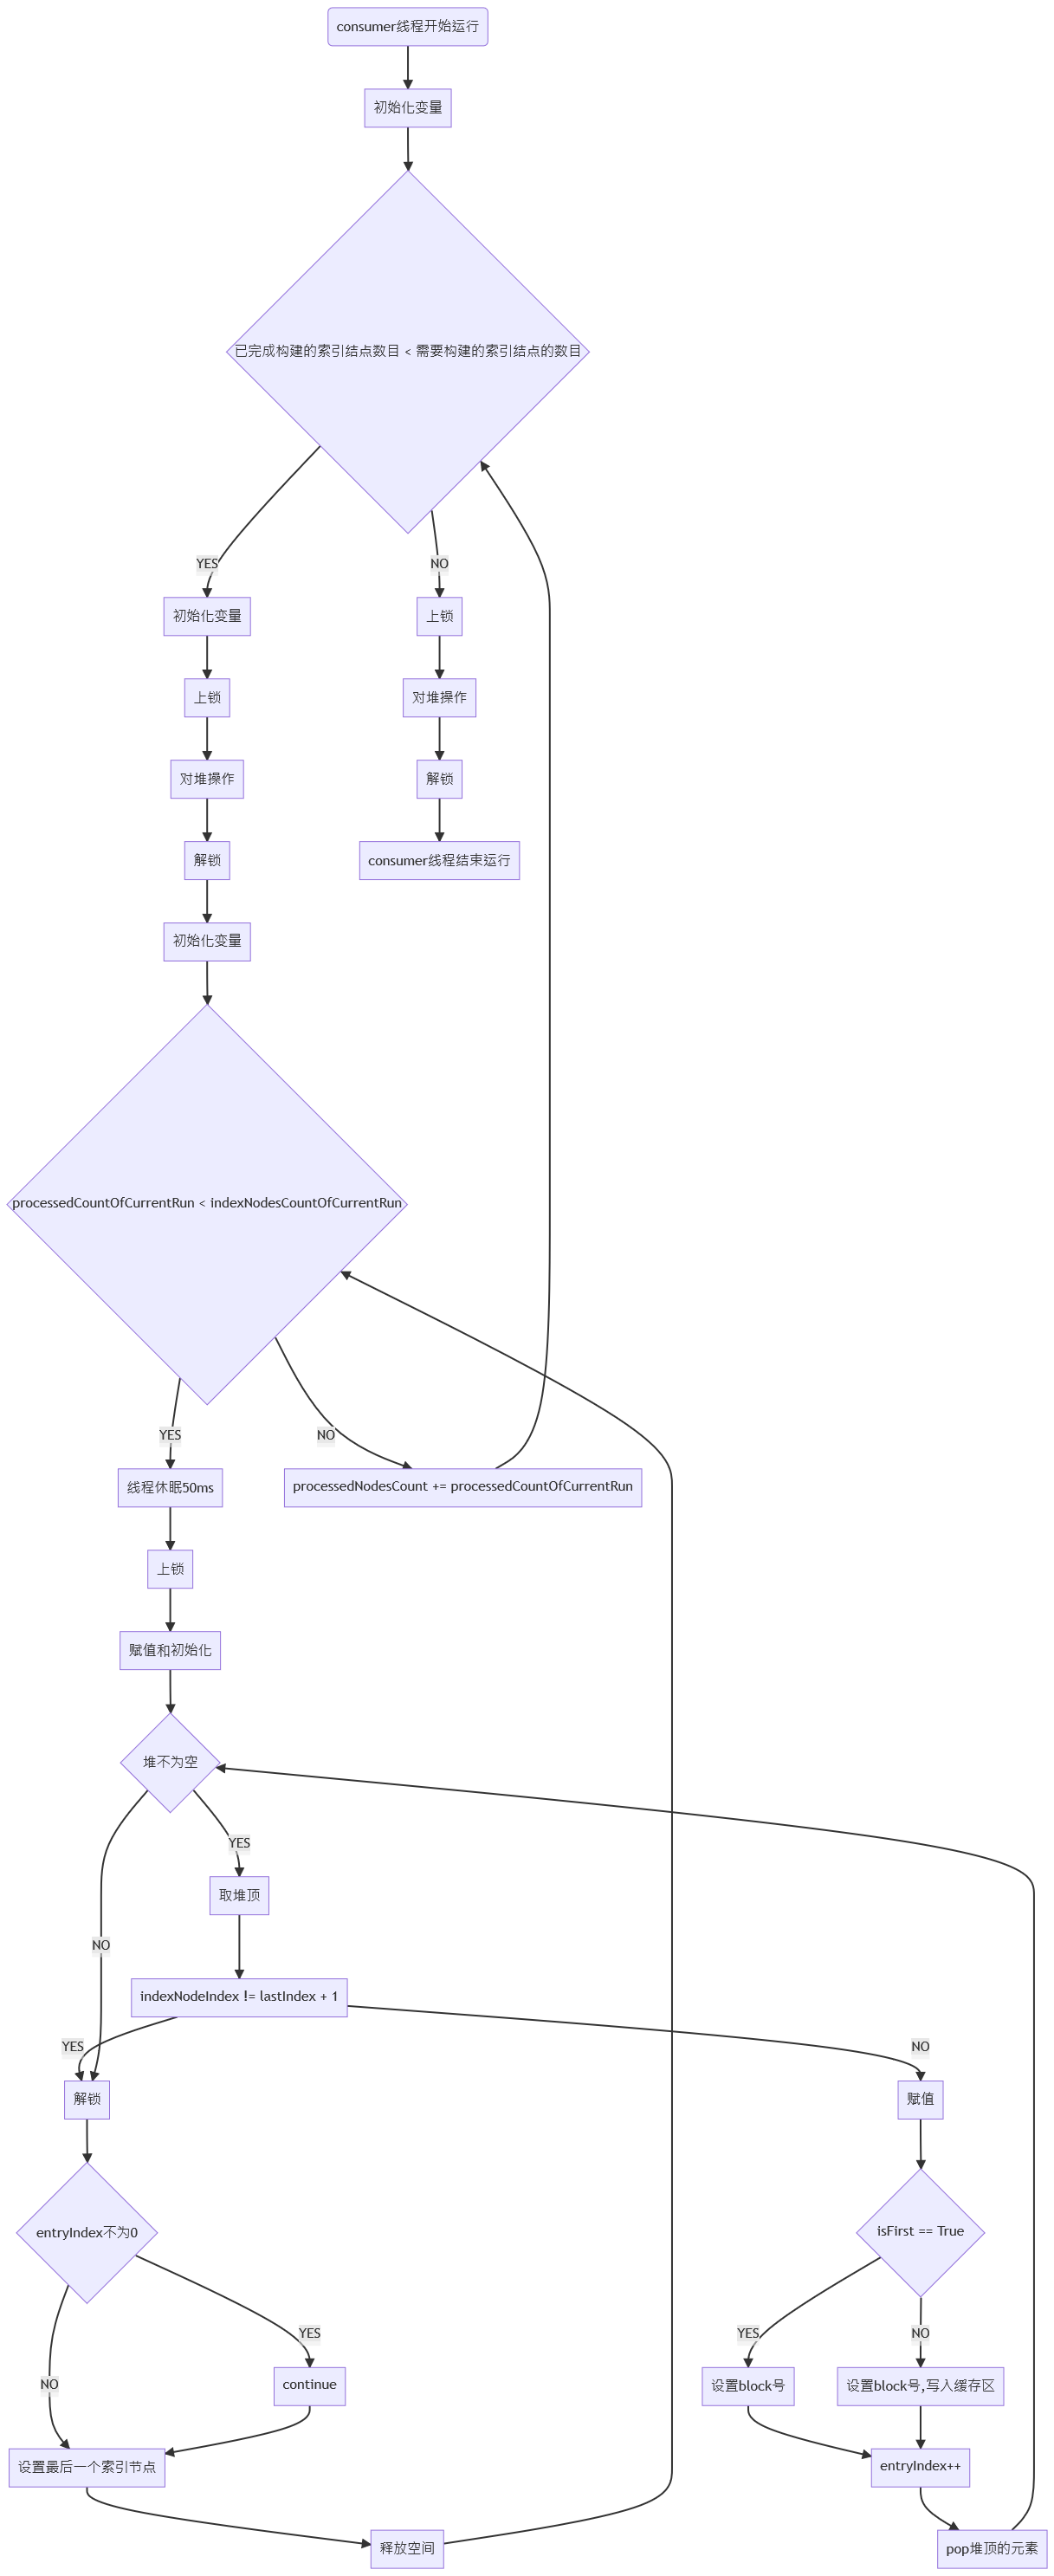 consumer线程开始运行
初始化变量
已完成构建的索引结点数目 < 需要构建的索引结点的数目
YES
NO
初始化变量
上锁
上锁
对堆操作
对堆操作
解锁
解锁
初始化变量
consumer线程结束运行
processedCountOfCurrentRun < indexNodesCountOfCurrentRun
YES
NO
线程休眠50ms
processedNodesCount += processedCountOfCurrentRun
上锁
赋值和初始化
堆不为空
YES
取堆顶
NO
indexNodeIndex != lastIndex + 1
YES
NO
解锁
赋值
entryIndex不为0
isFirst == True
YES
YES
NO
NO
continue
设置block号
设置block号,写入缓存区
设置最后一个索引节点
entryIndex++
释放空间
pop堆顶的元素